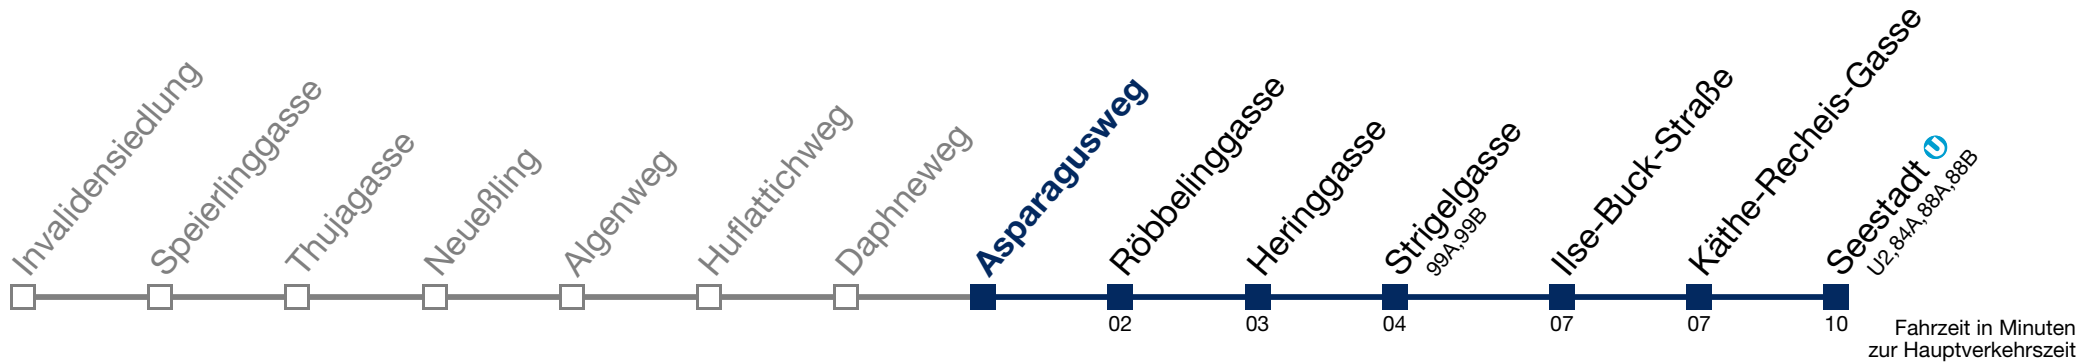 Invalidensiedlung
Speierlinggasse
Thujagasse
Neueßling
Algenweg
Huflattichweg
Daphneweg
Asparagusweg
Röbbelinggasse
Heringgasse
Strigelgasse
99A,99B
Ilse-Buck-Straße
Käthe-Recheis-Gasse
Seestadt U
U2,84A,88A,88B
02
03
04
07
07
10
Fahrzeit in Minuten
zur Hauptverkehrszeit